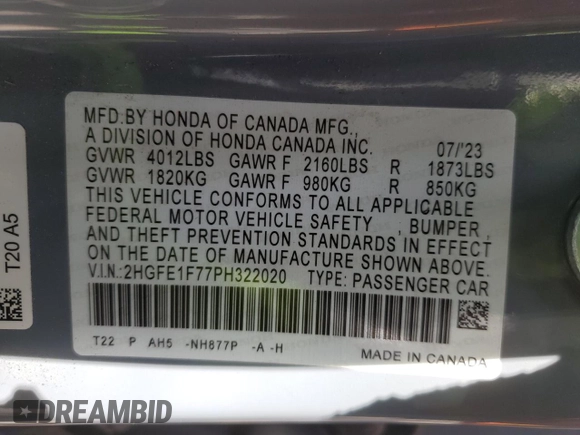 MFD.BY HONDA OF CANADA MFG.,
A DIVISION OF HONDA CANADA INC. 07/'23
GVWR 4012LBS GAWR F 2160LBS R 1873LBS
GVWR 1820KG GAWR F 980KG R 850KG
THIS VEHICLE CONFORMS TO ALL APPLICABLE
FEDERAL MOTOR VEHICLE SAFETY , BUMPER ,
AND THEFT PREVENTION STANDARDS IN EFFECT
ON THE DATE OF MANUFACTURE SHOWN ABOVE.
V.I.N.:2HGFE1F77PH322020 TYPE: PASSENGER CAR
T22 P AH5 -NH877P -A -H
MADE IN CANADA
T20 A5
DREAMBID